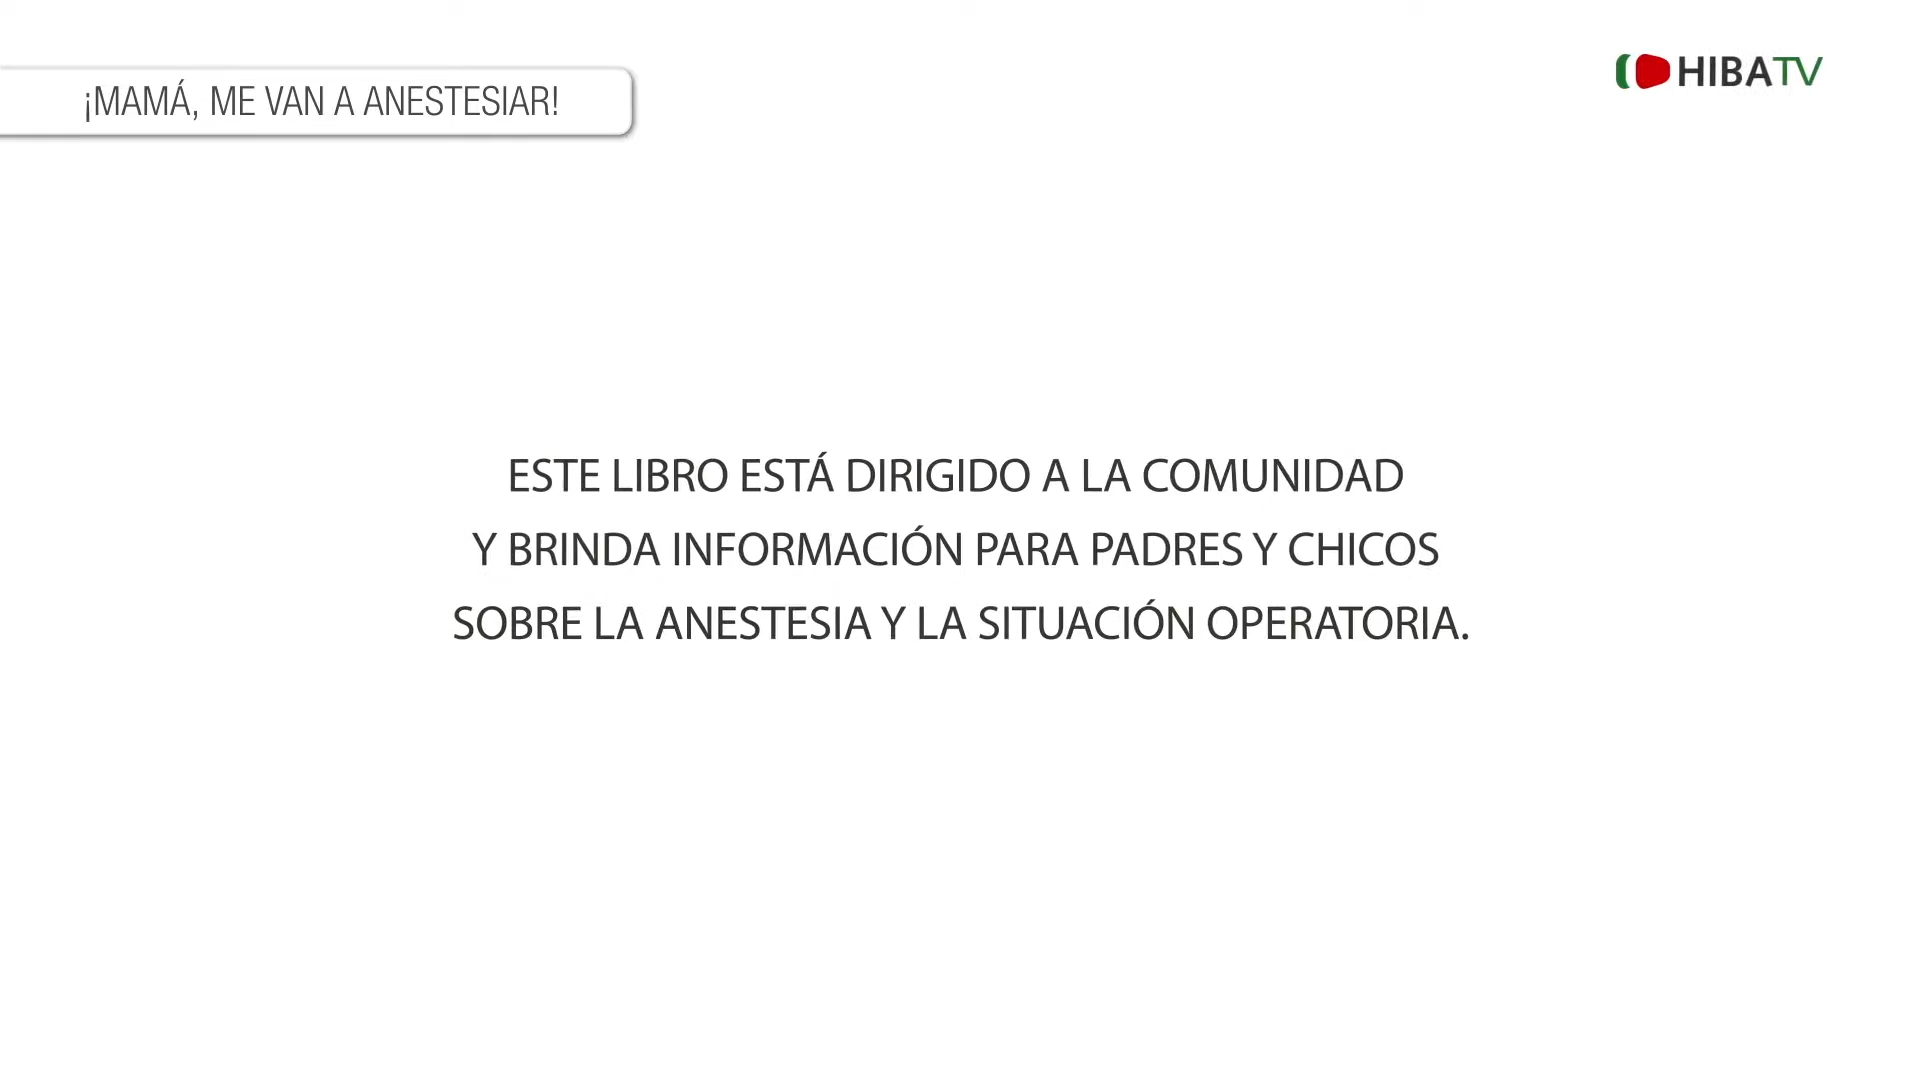 ¡MAMÁ, ME VAN A ANESTESIAR!
HIBATV
ESTE LIBRO ESTÁ DIRIGIDO A LA COMUNIDAD
Y BRINDA INFORMACIÓN PARA PADRES Y CHICOS
SOBRE LA ANESTESIA Y LA SITUACIÓN OPERATORIA.